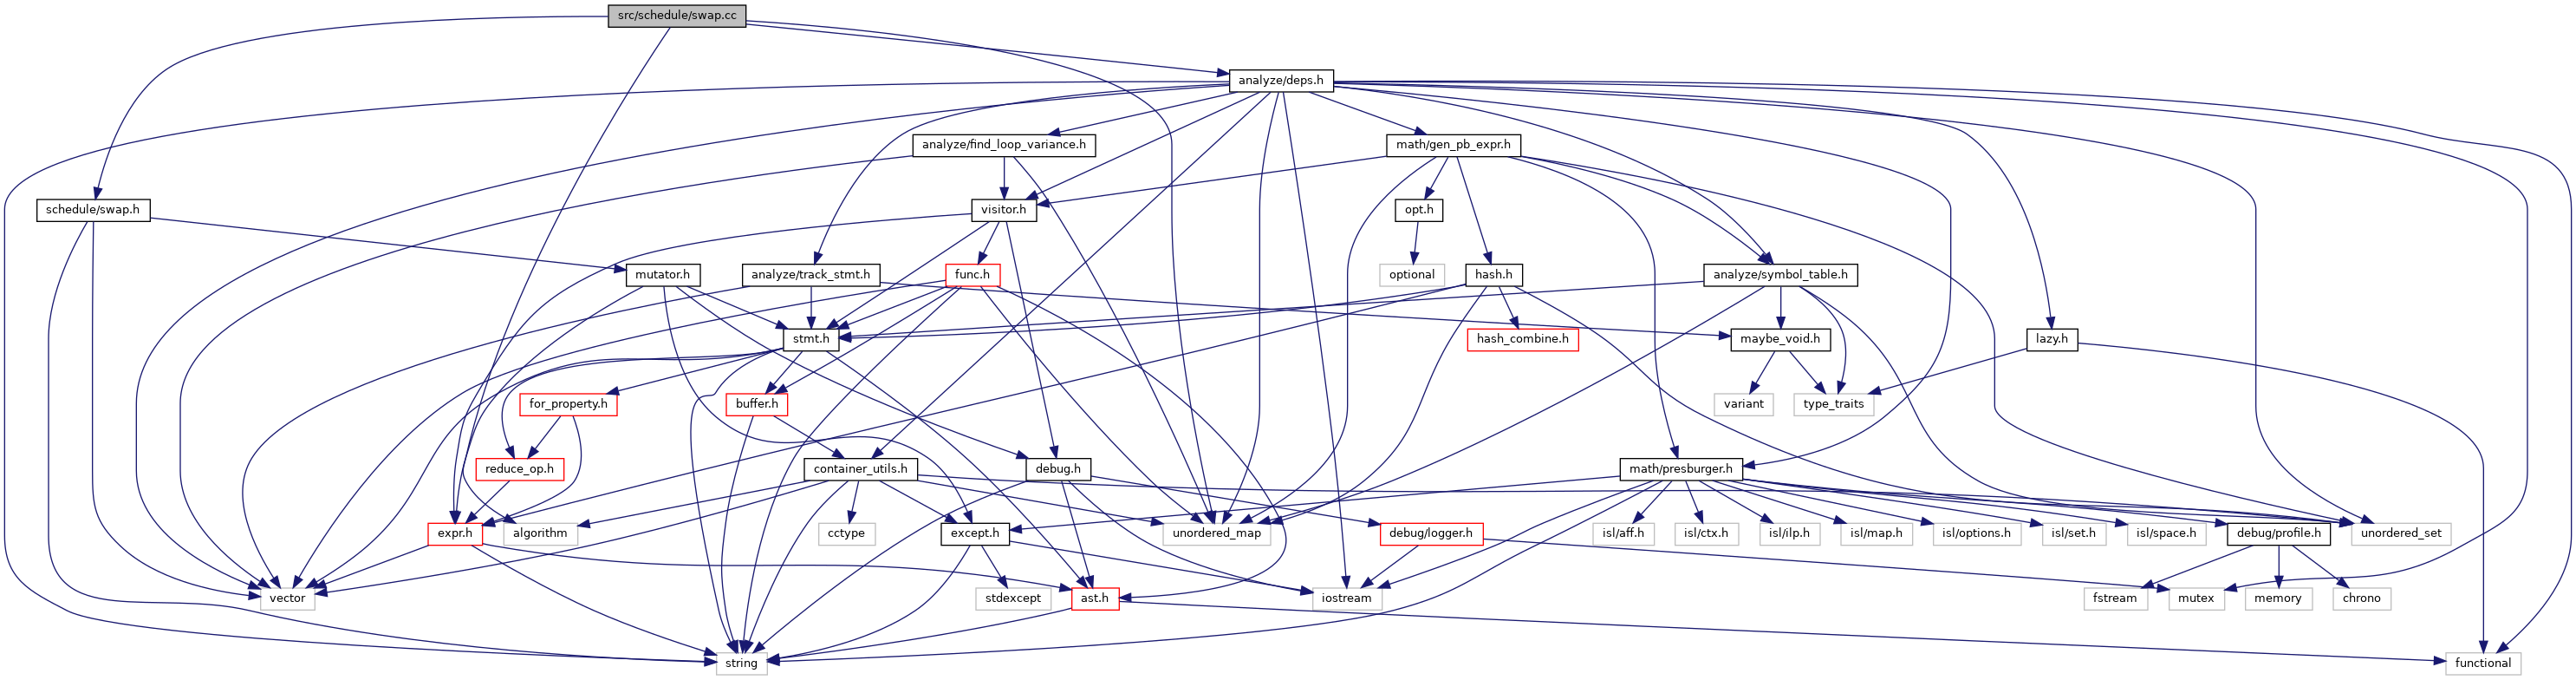 src/schedule/swap.cc
analyze/deps.h
analyze/find_loop_variance.h
math/gen_pb_expr.h
schedule/swap.h
visitor.h
opt.h
mutator.h
analyze/track_stmt.h
func.h
optional
hash.h
analyze/symbol_table.h
stmt.h
hash_combine.h
maybe_void.h
lazy.h
for_property.h
buffer.h
variant
type_traits
reduce_op.h
container_utils.h
debug.h
math/presburger.h
expr.h
algorithm
cctype
except.h
unordered_map
debug/logger.h
isl/aff.h
isl/ctx.h
isl/ilp.h
isl/map.h
isl/options.h
isl/set.h
isl/space.h
debug/profile.h
unordered_set
vector
stdexcept
ast.h
iostream
fstream
mutex
memory
chrono
string
functional